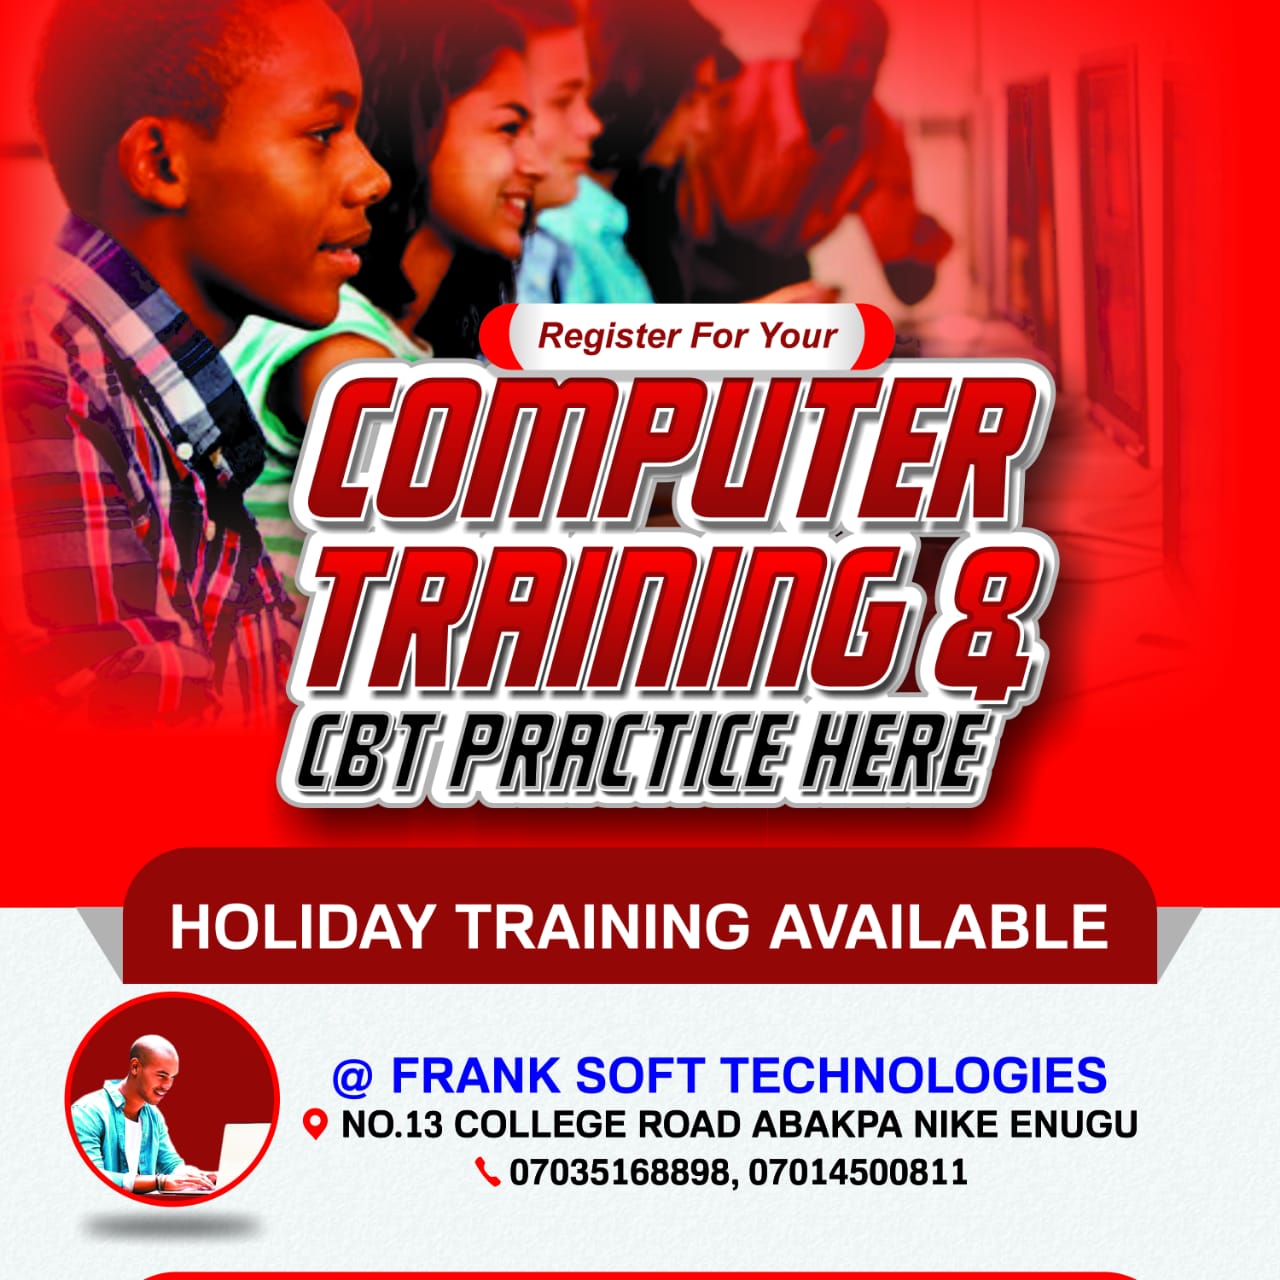 Register For Your
COMPUTER
TRAINING &
CBT PRACTICE HERE
HOLIDAY TRAINING AVAILABLE
@ FRANK SOFT TECHNOLOGIES
NO.13 COLLEGE ROAD ABAKPA NIKE ENUGU
07035168898, 07014500811